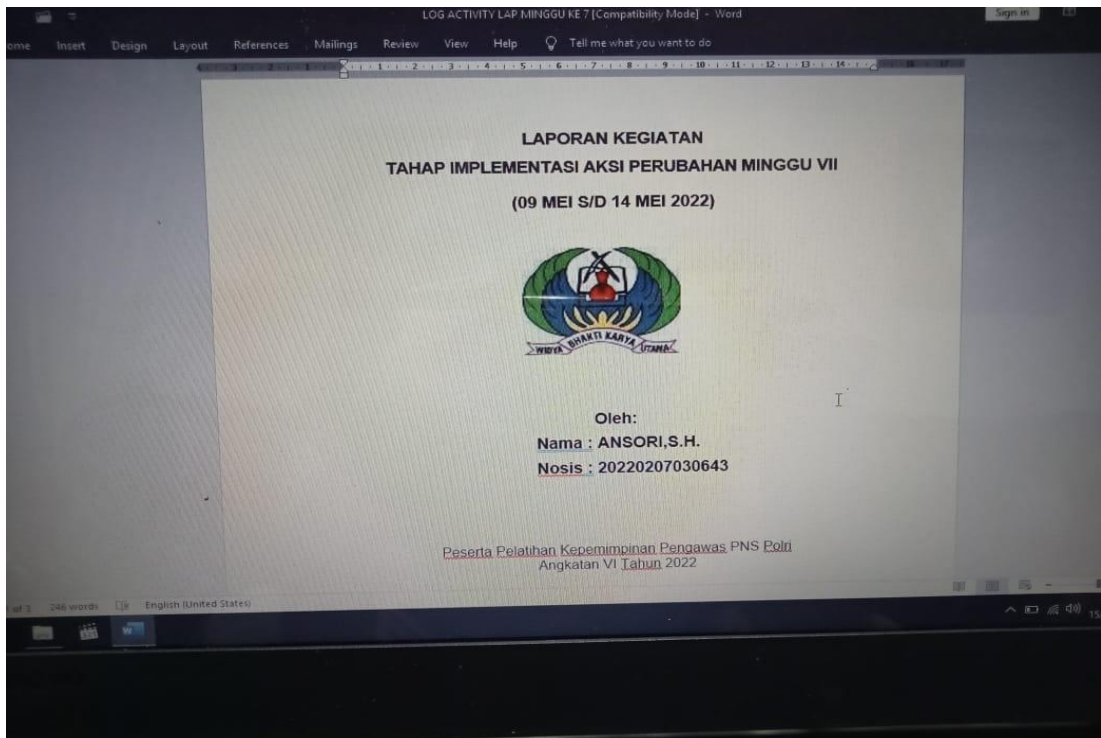 LOG ACTIVITY LAP MINGGU KE 7 [Compatibility Mode] - Word
Sign in
Insert Design Layout References Mailings Review View Help Tell me what you want to do
LAPORAN KEGIATAN
TAHAP IMPLEMENTASI AKSI PERUBAHAN MINGGU VII
(09 MEI S/D 14 MEI 2022)
WIDYA BHAKTI KARYA UTAMA
Oleh:
Nama : ANSORI,S.H.
Nosis : 20220207030643
Peserta Pelatihan Kepemimpinan Pengawas PNS Polri
Angkatan VI Tahun 2022
of 3 246 words English (United States)